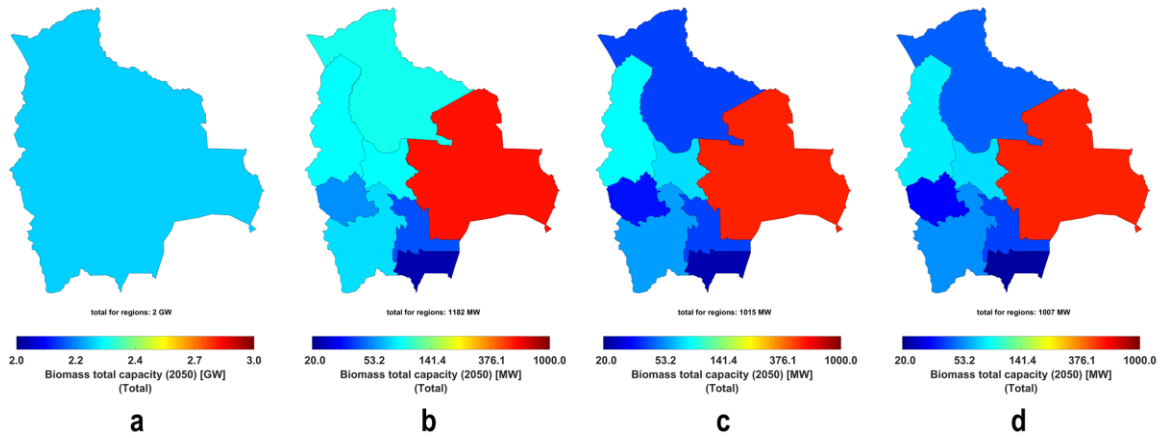 total for regions: 2 GW
2.0 2.2 2.4 2.7 3.0
Biomass total capacity (2050) [GW]
(Total)
a
total for regions: 1182 MW
20.0 53.2 141.4 376.1 1000.0
Biomass total capacity (2050) [MW]
(Total)
b
total for regions: 1015 MW
20.0 53.2 141.4 376.1 1000.0
Biomass total capacity (2050) [MW]
(Total)
c
total for regions: 1007 MW
20.0 53.2 141.4 376.1 1000.0
Biomass total capacity (2050) [MW]
(Total)
d